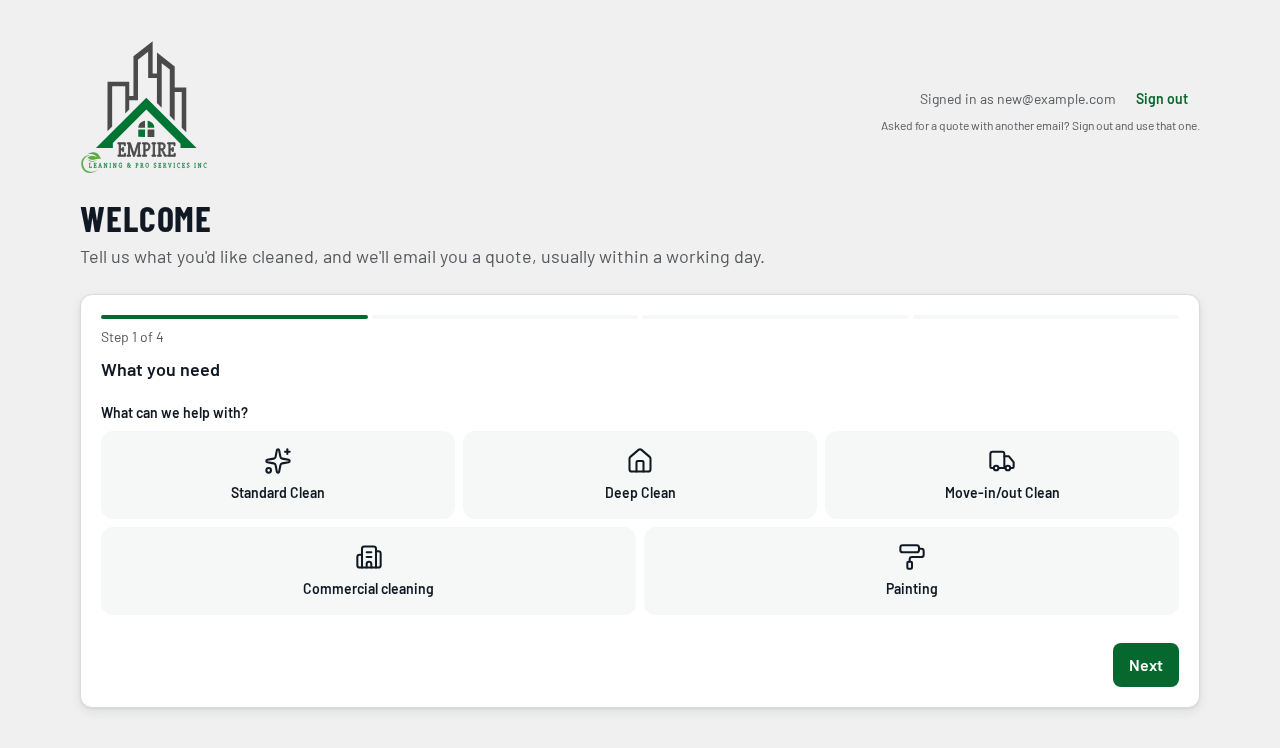 EMPIRE
LEANING & PRO SERVICES INC
Signed in as new@example.com
Sign out
Asked for a quote with another email? Sign out and use that one.
WELCOME
Tell us what you'd like cleaned, and we'll email you a quote, usually within a working day.
Step 1 of 4
What you need
What can we help with?
Standard Clean
Deep Clean
Move-in/out Clean
Commercial cleaning
Painting
Next